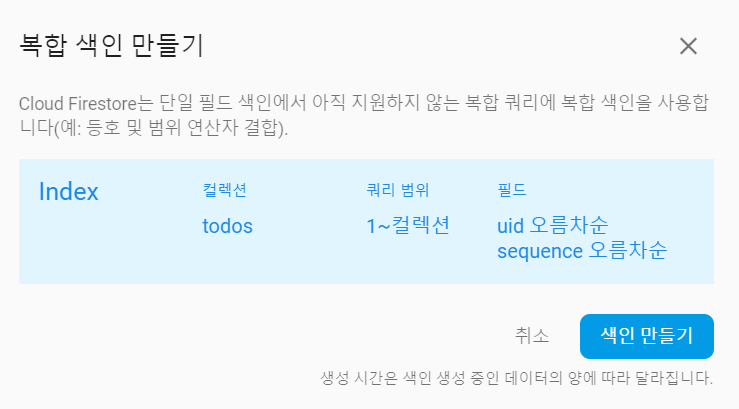 복합 색인 만들기
Cloud Firestore는 단일 필드 색인에서 아직 지원하지 않는 복합 쿼리에 복합 색인을 사용합
니다(예: 등호 및 범위 연산자 결합).
Index 컬렉션 쿼리 범위 필드
todos 1~컬렉션 uid 오름차순
sequence 오름차순
취소 색인 만들기
생성 시간은 색인 생성 중인 데이터의 양에 따라 달라집니다.